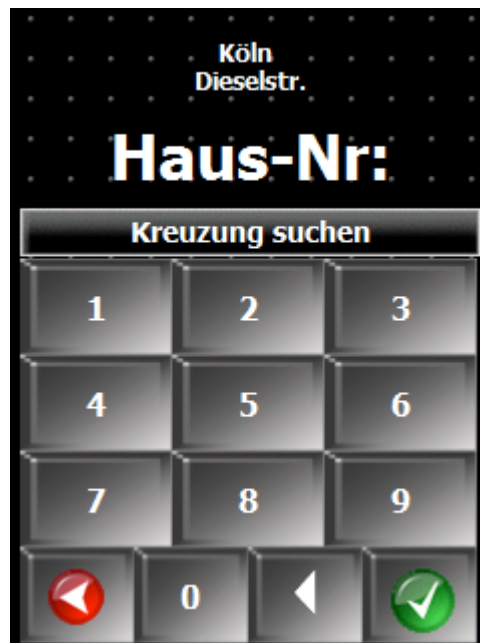 Köln
Dieselstr.
Haus-Nr:
Kreuzung suchen
1 2 3
4 5 6
7 8 9
0